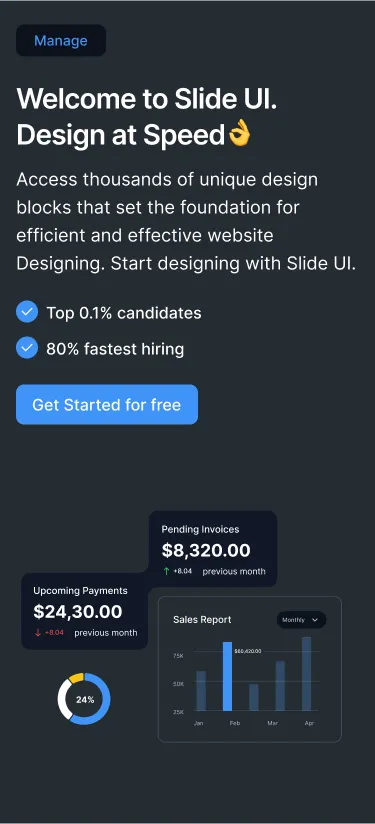 Manage
Welcome to Slide UI.
Design at Speed👌
Access thousands of unique design
blocks that set the foundation for
efficient and effective website
Designing. Start designing with Slide UI.
Top 0.1% candidates
80% fastest hiring
Get Started for free
Pending Invoices
$8,320.00
+8.04 previous month
Upcoming Payments
$24,30.00
+8.04 previous month
Sales Report
Monthly
$60,420.00
75K
50K
25K
Jan Feb Mar Apr
24%